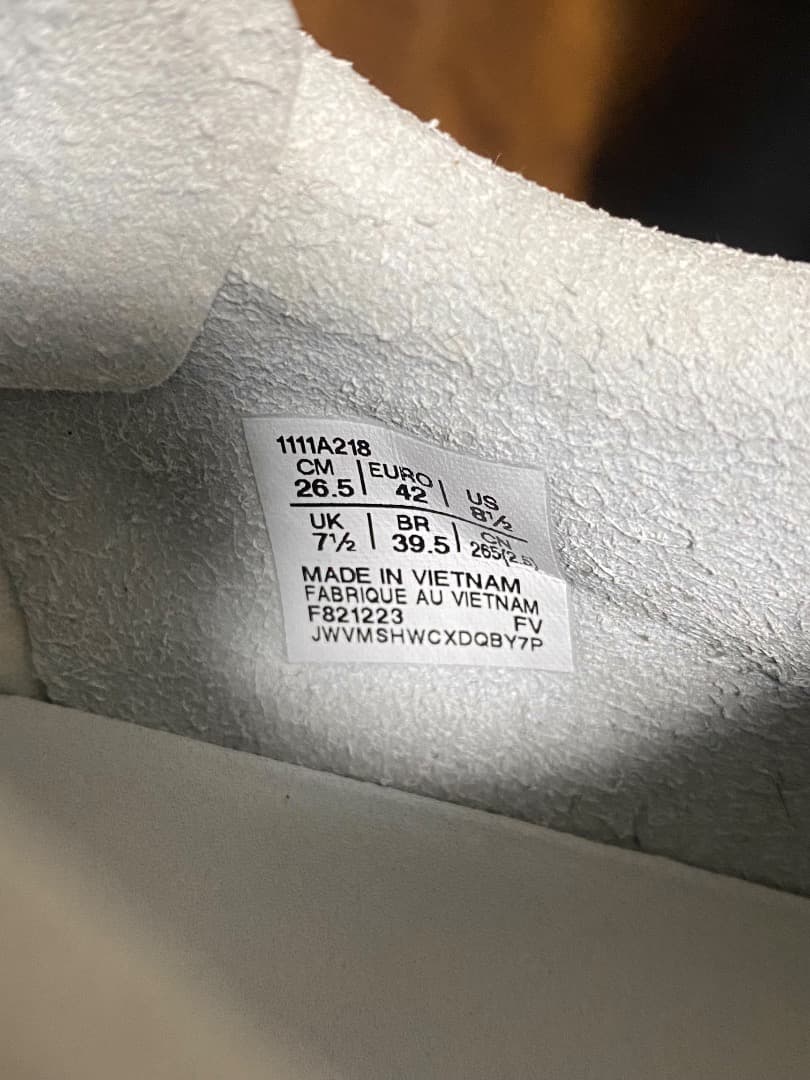 1111A218
CM EURO US
26.5 42 8½
UK BR CN
7½ 39.5 265(2.5)
MADE IN VIETNAM
FABRIQUE AU VIETNAM
F821223 FV
JWVMSHWCXDQBY7P